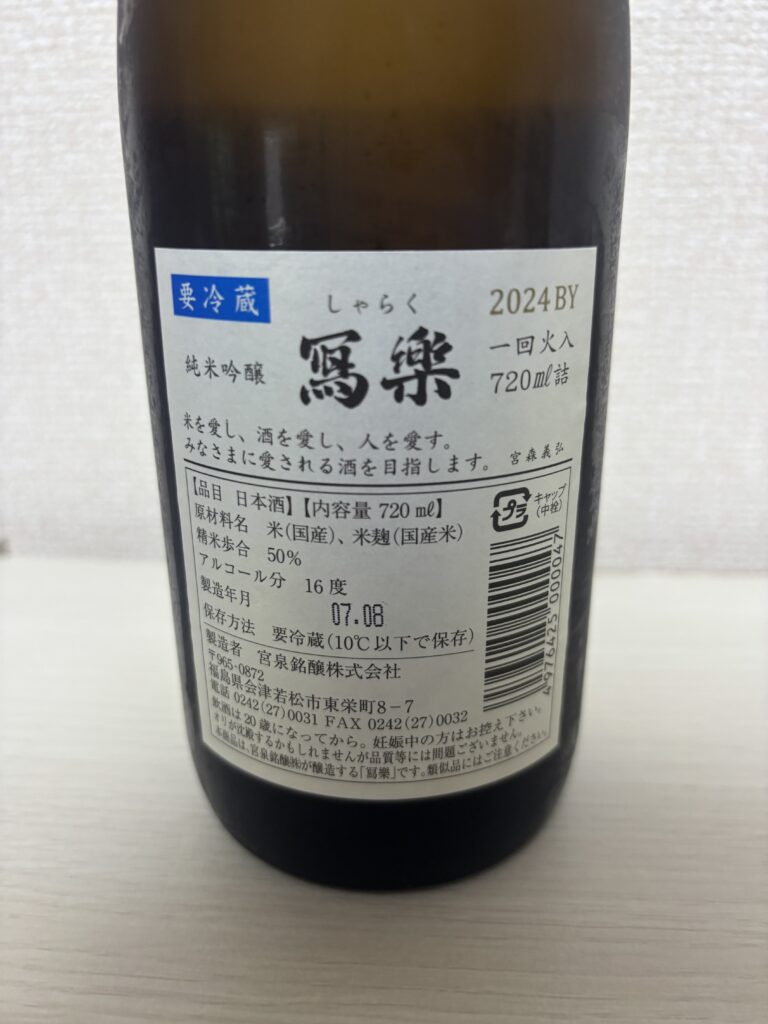 要冷蔵
しゃらく
2024BY
純米吟醸
冩樂
一回火入
720㎖詰
米を愛し、酒を愛し、人を愛す。
みなさまに愛される酒を目指します。
宮森義弘
【品目 日本酒】【内容量 720㎖】
原材料名 米(国産)、米麹(国産米)
精米歩合 50%
アルコール分 16度
製造年月 07.08
保存方法 要冷蔵(10℃以下で保存)
製造者 宮泉銘醸株式会社
〒965-0872
福島県会津若松市東栄町8-7
電話 0242(27)0031 FAX 0242(27)0032
飲酒は20歳になってから。妊娠中の方はお控え下さい。
オリが沈殿するかもしれませんが品質等には問題ございません。
本商品は、宮泉銘醸㈱が醸造する「冩樂」です。類似品にはご注意ください。
プラ
キャップ
(中栓)
4976425 000047